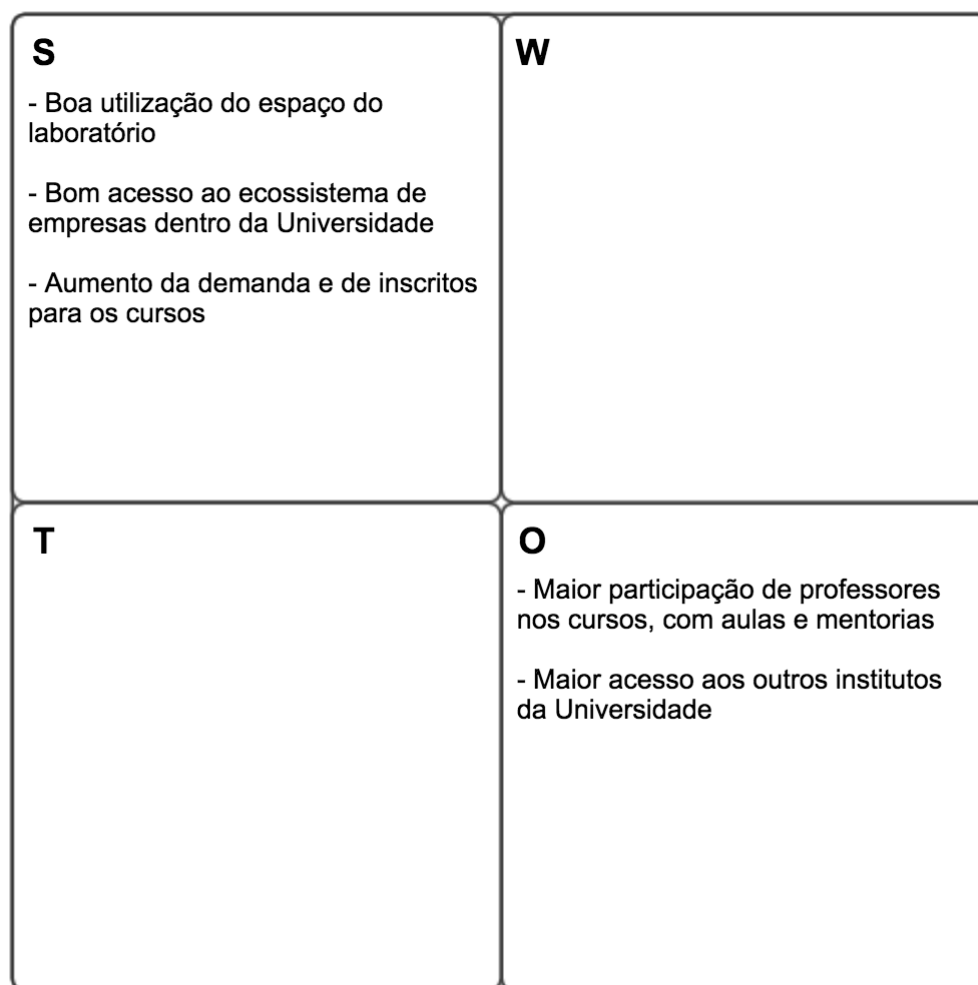 S
- Boa utilização do espaço do
laboratório
- Bom acesso ao ecossistema de
empresas dentro da Universidade
- Aumento da demanda e de inscritos
para os cursos
W
T
O
- Maior participação de professores
nos cursos, com aulas e mentorias
- Maior acesso aos outros institutos
da Universidade